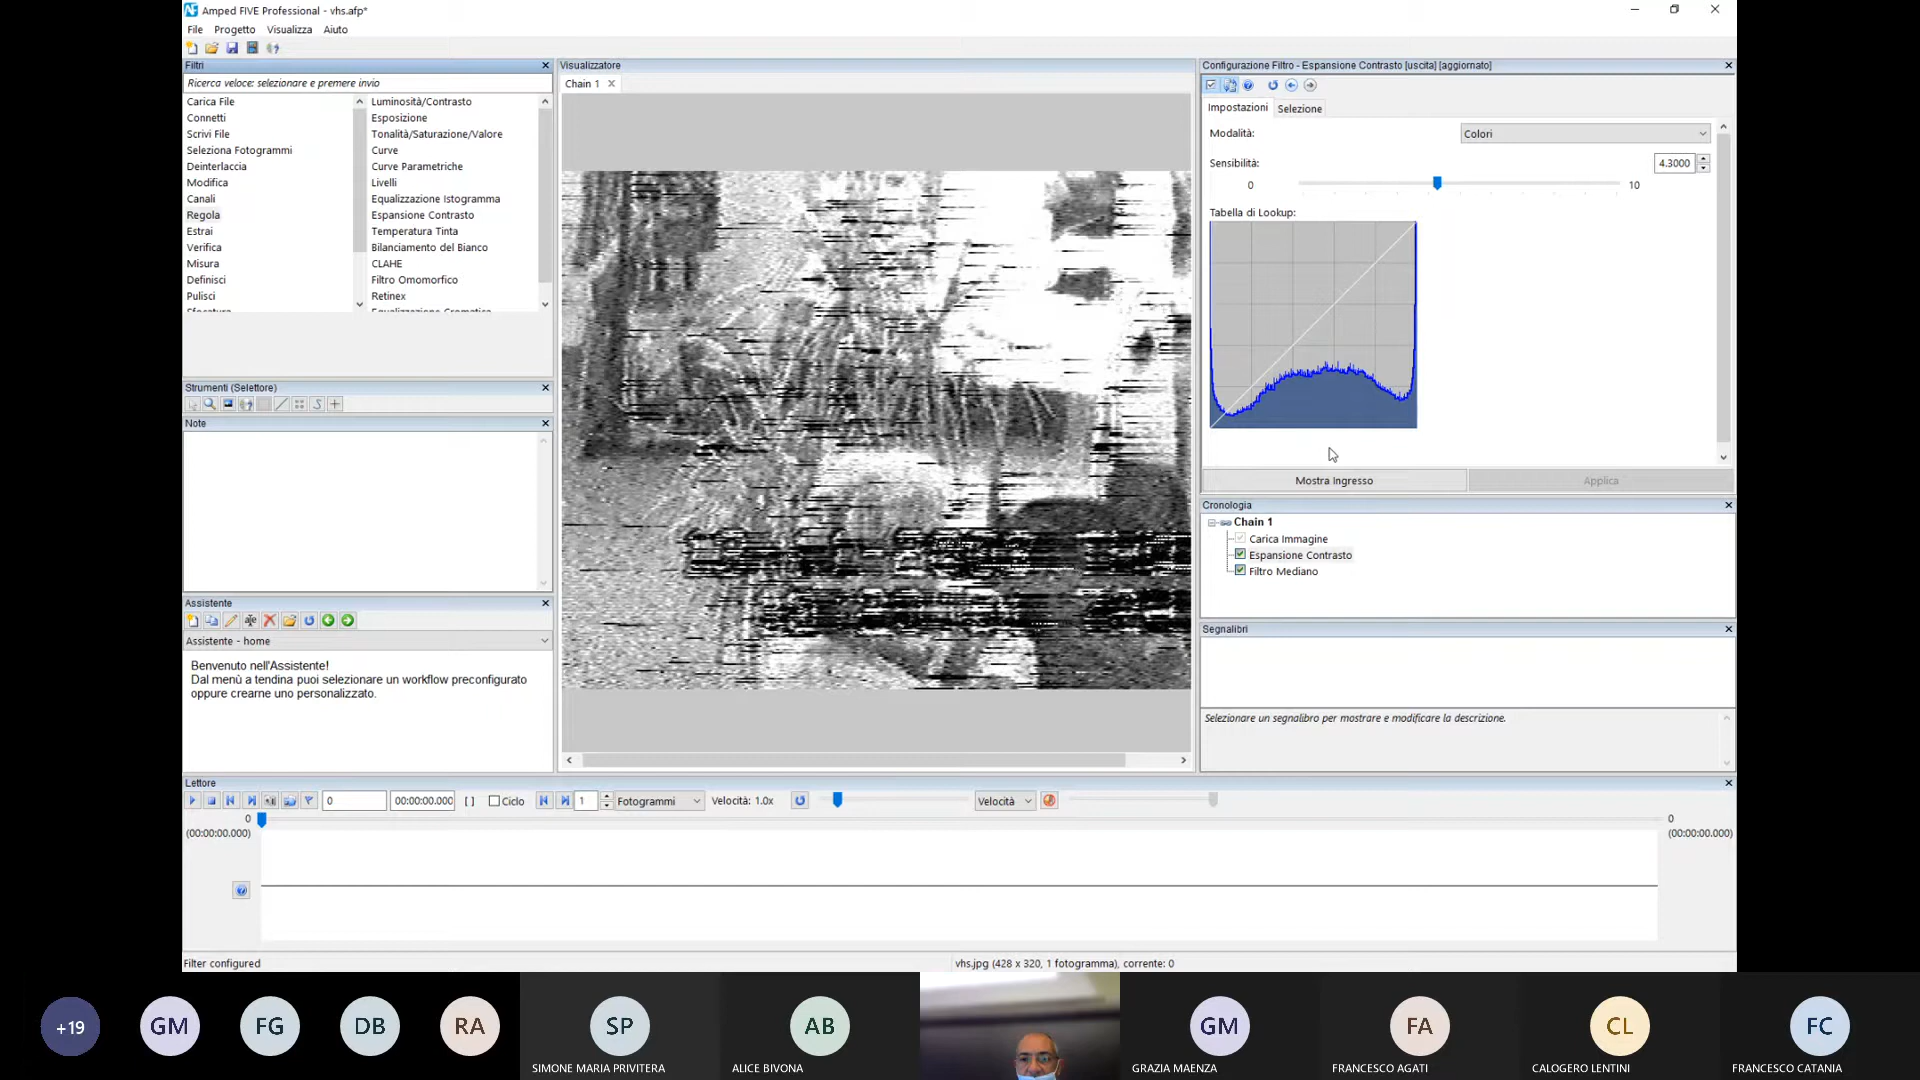 Amped FIVE Professional - vhs.afp*
File Progetto Visualizza Aiuto
Filtri
Ricerca veloce: selezionare e premere invio
Carica File
Connetti
Scrivi File
Seleziona Fotogrammi
Deinterlaccia
Modifica
Canali
Regola
Estrai
Verifica
Misura
Definisci
Pulisci
Luminosità/Contrasto
Esposizione
Tonalità/Saturazione/Valore
Curve
Curve Parametriche
Livelli
Equalizzazione Istogramma
Espansione Contrasto
Temperatura Tinta
Bilanciamento del Bianco
CLAHE
Filtro Omomorfico
Retinex
Strumenti (Selettore)
Note
Assistente
Assistente - home
Benvenuto nell'Assistente!
Dal menù a tendina puoi selezionare un workflow preconfigurato
oppure crearne uno personalizzato.
Visualizzatore
Chain 1
Configurazione Filtro - Espansione Contrasto [uscita] [aggiornato]
Impostazioni Selezione
Modalità: Colori
Sensibilità: 4.3000
0 10
Tabella di Lookup:
Mostra Ingresso Applica
Cronologia
Chain 1
Carica Immagine
Espansione Contrasto
Filtro Mediano
Segnalibri
Selezionare un segnalibro per mostrare e modificare la descrizione.
Lettore
0 00:00:00.000 [ ] Ciclo 1 Fotogrammi Velocità: 1.0x Velocità
0 0
(00:00:00.000) (00:00:00.000)
Filter configured vhs.jpg (428 x 320, 1 fotogramma), corrente: 0
+19 GM FG DB RA SP AB GM FA CL FC
SIMONE MARIA PRIVITERA ALICE BIVONA GRAZIA MAENZA FRANCESCO AGATI CALOGERO LENTINI FRANCESCO CATANIA